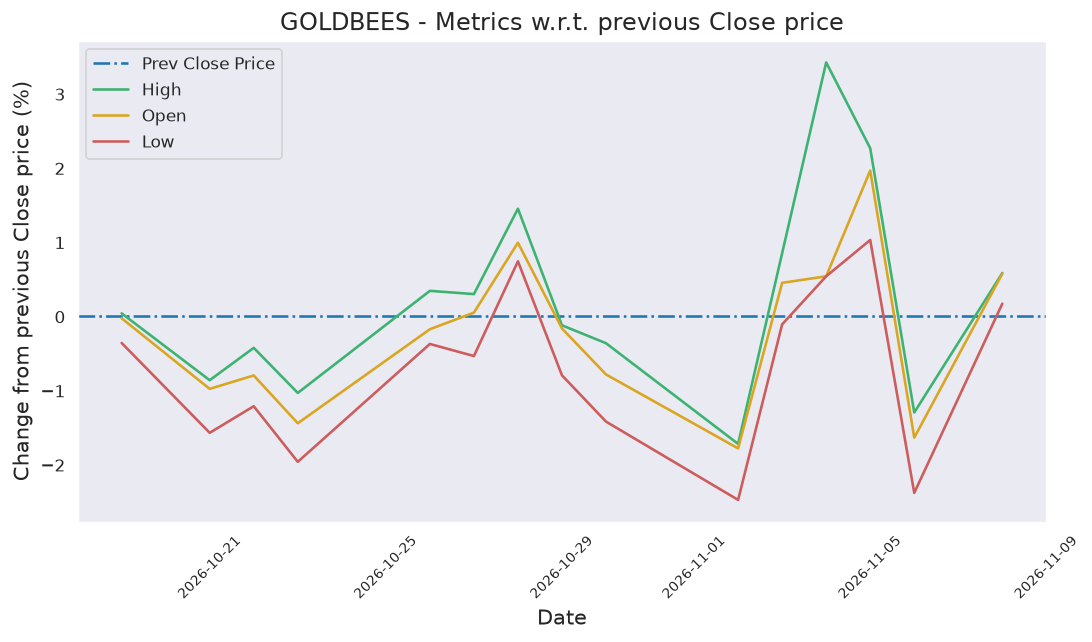 GOLDBEES - Metrics w.r.t. previous Close price
Prev Close Price
High
Open
Low
Change from previous Close price (%)
3
2
1
0
−1
−2
2026-10-21
2026-10-25
2026-10-29
2026-11-01
2026-11-05
2026-11-09
Date